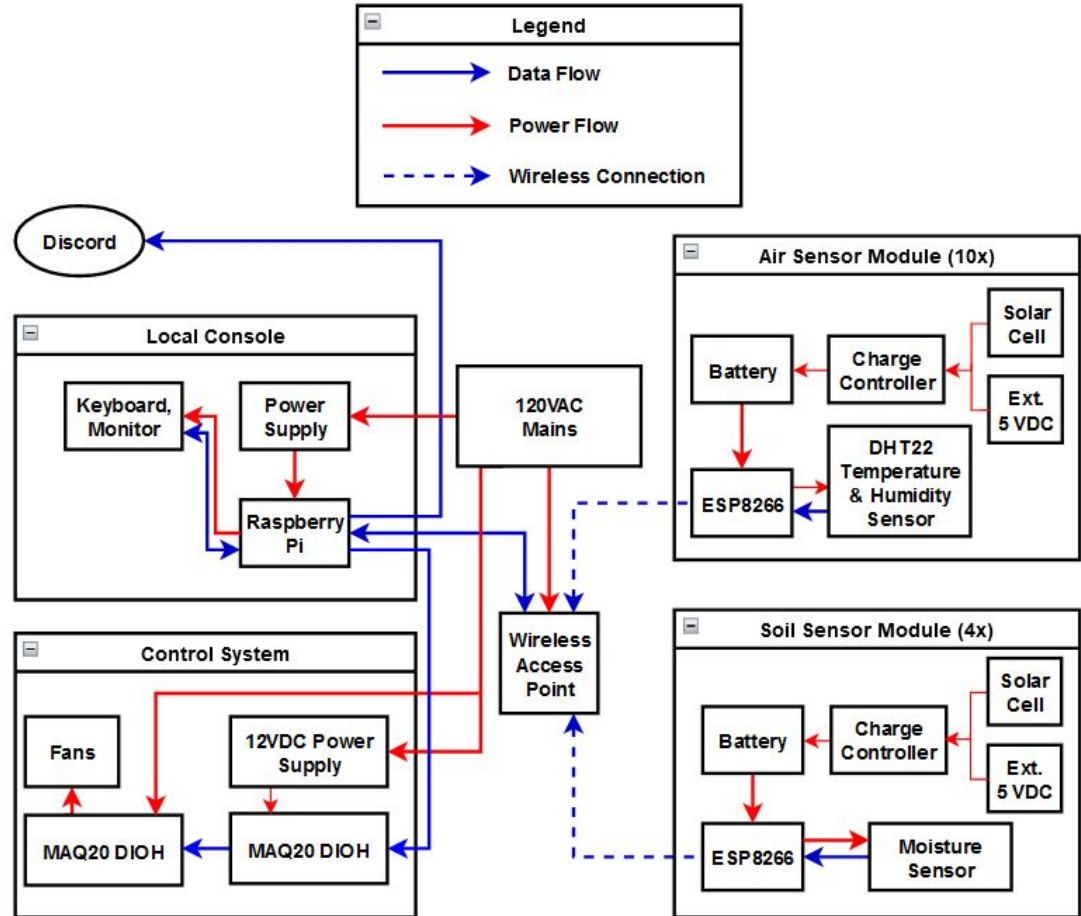 Legend
Data Flow
Power Flow
Wireless Connection
Discord
Local Console
Keyboard,
Monitor
Power
Supply
Raspberry
Pi
120VAC
Mains
Wireless
Access
Point
Control System
Fans
12VDC Power
Supply
MAQ20 DIOH
MAQ20 DIOH
Air Sensor Module (10x)
Solar
Cell
Battery
Charge
Controller
Ext.
5 VDC
ESP8266
DHT22
Temperature
& Humidity
Sensor
Soil Sensor Module (4x)
Solar
Cell
Battery
Charge
Controller
Ext.
5 VDC
ESP8266
Moisture
Sensor